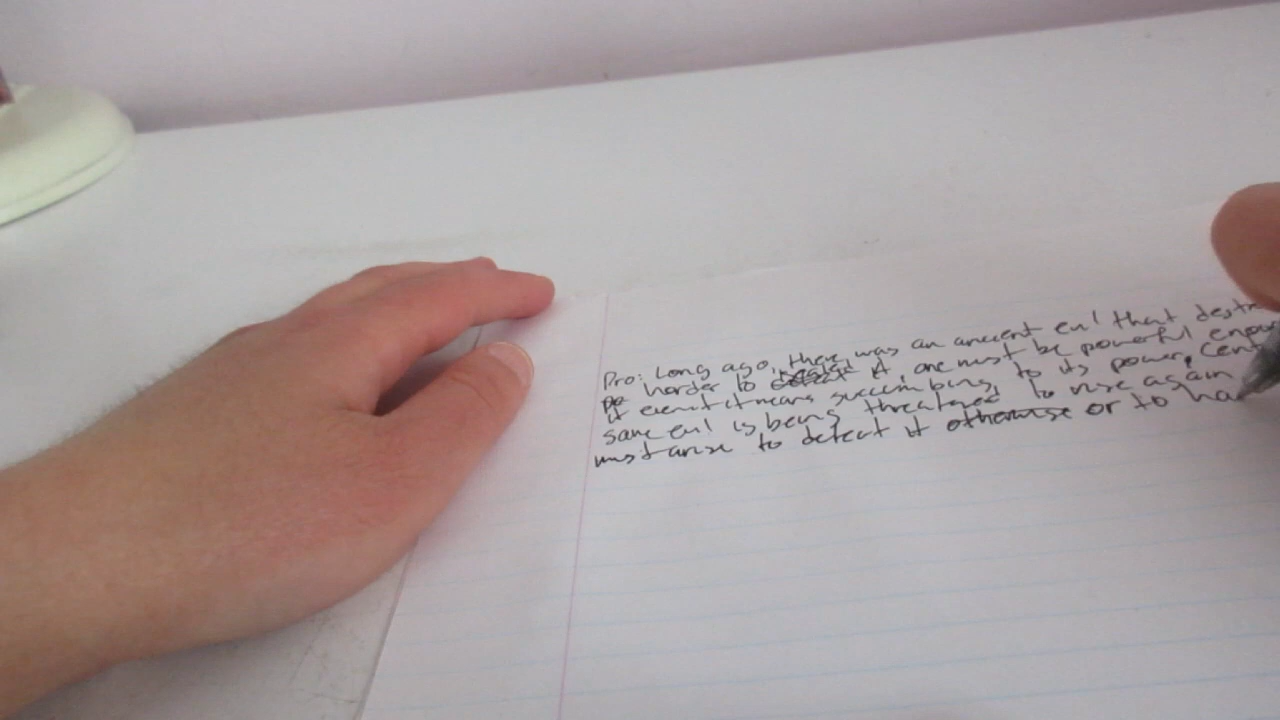 Pro: Long ago, there was an ancient evil that destr
harder to it one must be powerful enou
if even it means succumbing to its power. Cent
same evil is being threatened to rise again
must arise to defeat it otherwise or to ha